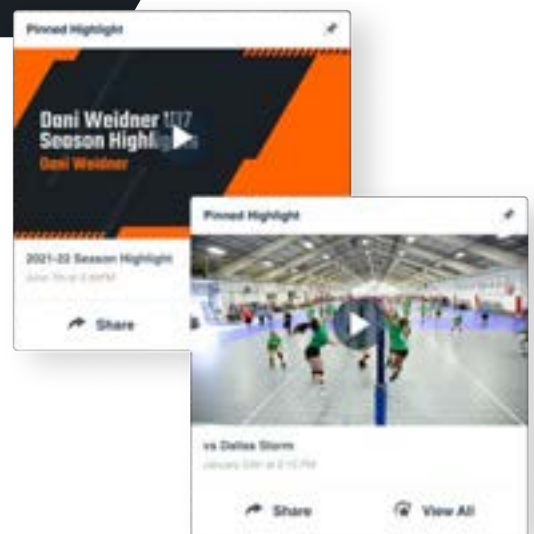 Pinned Highlight
Dani Weidner
Season Highlights
Dani Weidner
2021-22 Season Highlight
Share
Pinned Highlight
vs Dallas Storm
Share
View All